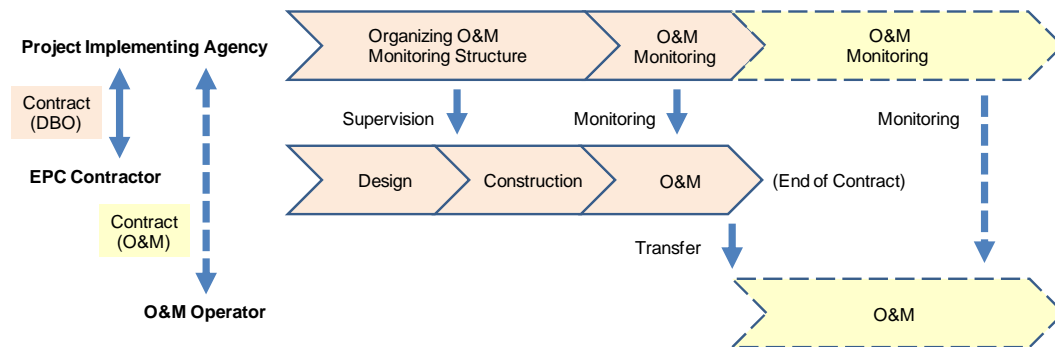 Project Implementing Agency
Organizing O&M
Monitoring Structure
O&M
Monitoring
O&M
Monitoring
Contract
(DBO)
Supervision
Monitoring
Monitoring
EPC Contractor
Design
Construction
O&M
(End of Contract)
Contract
(O&M)
Transfer
O&M Operator
O&M